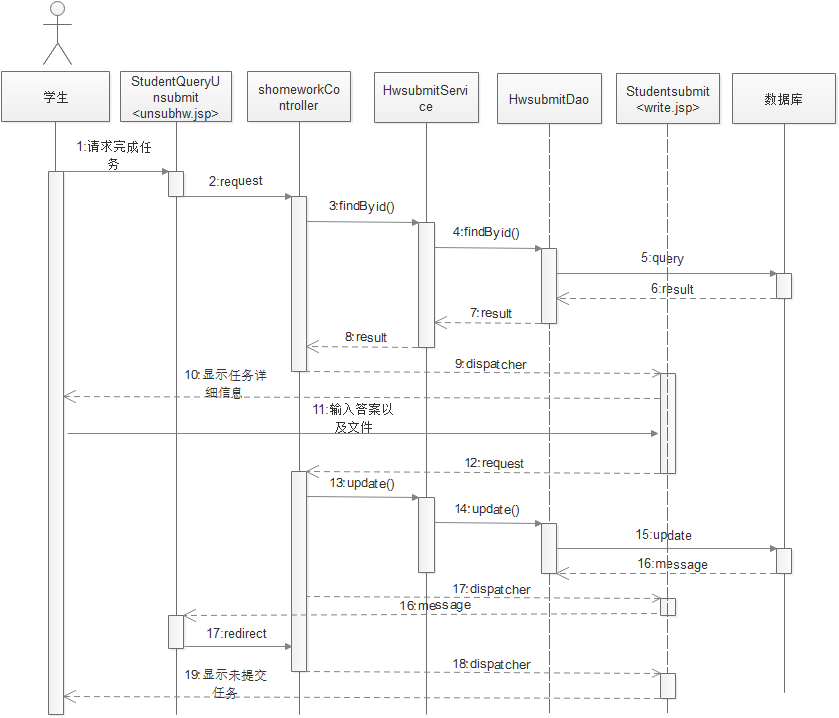 学生
StudentQueryU
nsubmit
<unsubhw.jsp>
shomeworkCo
ntroller
HwsubmitServi
ce
HwsubmitDao
Studentsubmit
<write.jsp>
数据库
1:请求完成任
务
2:request
3:findByid()
4:findByid()
5:query
6:result
7:result
8:result
9:dispatcher
10:显示任务详
细信息
11:输入答案以
及文件
12:request
13:update()
14:update()
15:update
16:message
17:dispatcher
16:message
17:redirect
18:dispatcher
19:显示未提交
任务